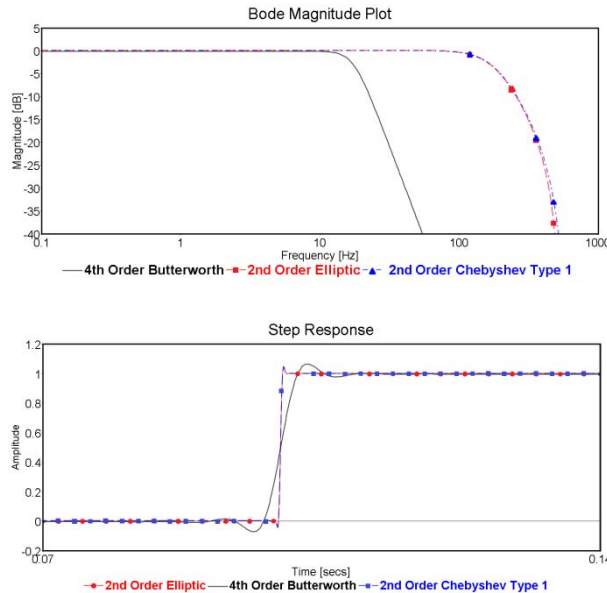 Bode Magnitude Plot
Magnitude [dB]
5
0
-5
-10
-15
-20
-25
-30
-35
-40
0.1 1 10 100 1000
Frequency [Hz]
4th Order Butterworth 2nd Order Elliptic 2nd Order Chebyshev Type 1
Step Response
Amplitude
1.2
1
0.8
0.6
0.4
0.2
0
-0.2
0.07 0.14
Time [secs]
2nd Order Elliptic 4th Order Butterworth 2nd Order Chebyshev Type 1